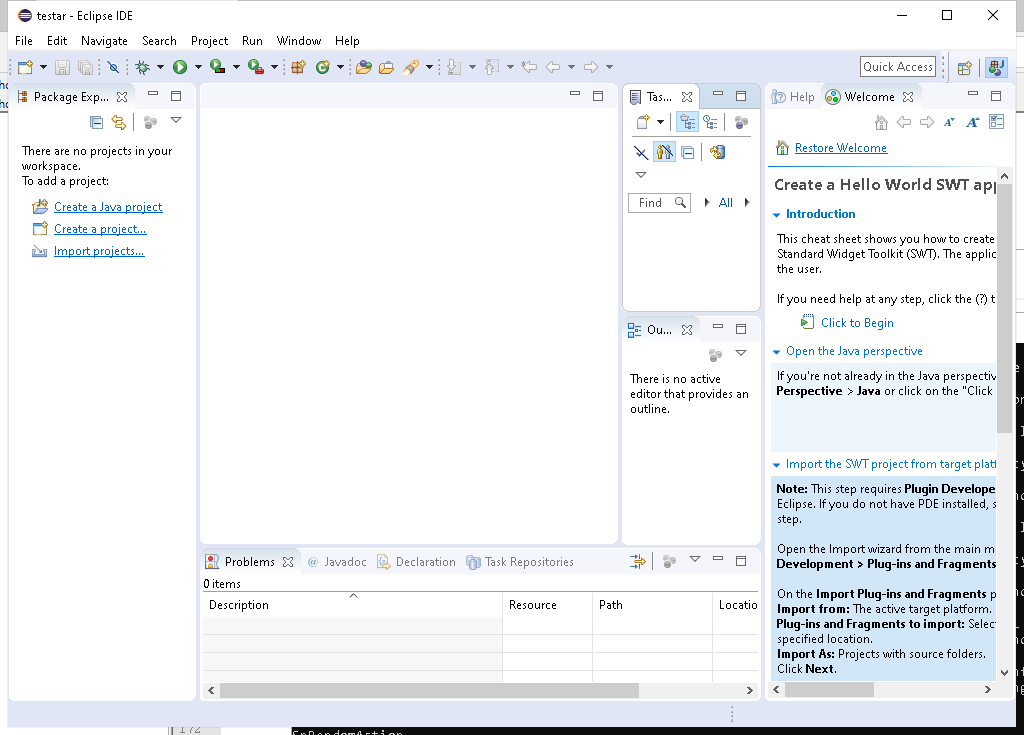 testar - Eclipse IDE
File Edit Navigate Search Project Run Window Help
Quick Access
Package Exp...
There are no projects in your
workspace.
To add a project:
Create a Java project
Create a project...
Import projects...
Tas...
Find
All
Ou...
There is no active
editor that provides an
outline.
Help Welcome
Restore Welcome
Create a Hello World SWT app
Introduction
This cheat sheet shows you how to create
Standard Widget Toolkit (SWT). The applic
the user.
If you need help at any step, click the (?) t
Click to Begin
Open the Java perspective
If you're not already in the Java perspectiv
Perspective > Java or click on the "Click
Import the SWT project from target platf
Note: This step requires Plugin Develope
Eclipse. If you do not have PDE installed, s
step.
Open the Import wizard from the main m
Development > Plug-ins and Fragments
On the Import Plug-ins and Fragments p
Import from: The active target platform.
Plug-ins and Fragments to import: Selec
specified location.
Import As: Projects with source folders.
Click Next.
Problems @ Javadoc Declaration Task Repositories
0 items
Description Resource Path Locatio
172